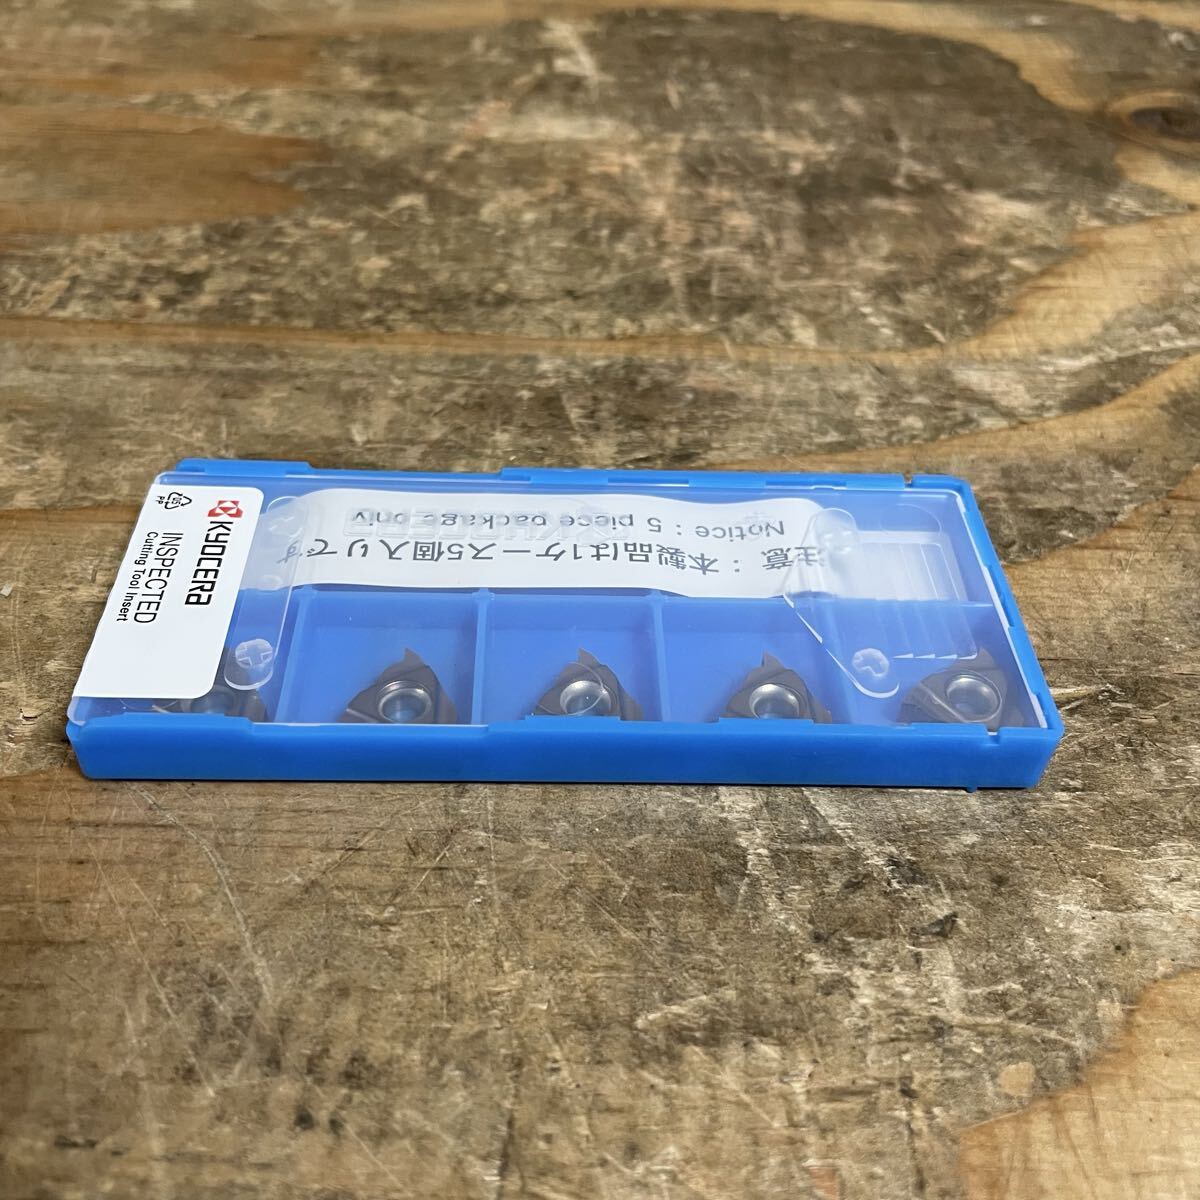 KYOCERA
INSPECTED
Cutting Tool Insert
05
PP
注意：本製品は1ケース5個入りです
Notice : 5 piece package only